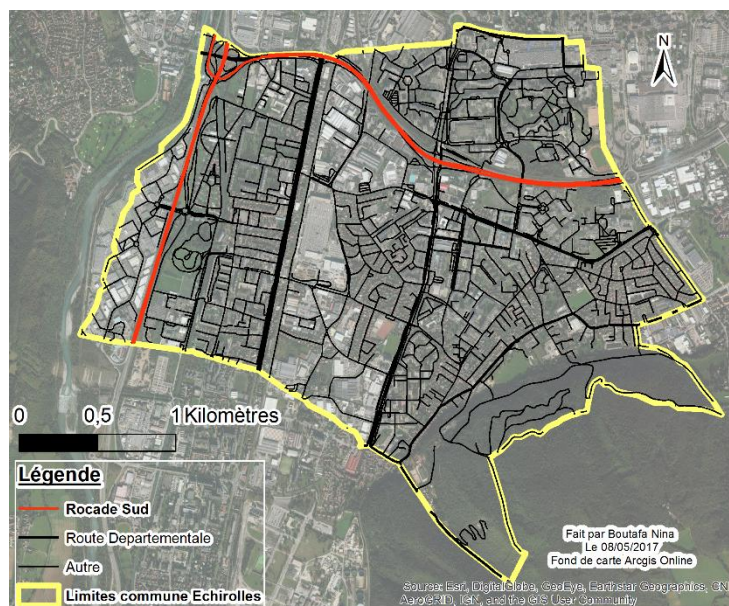 N
0 0,5 1 Kilomètres
Légende
Rocade Sud
Route Departementale
Autre
Limites commune Echirolles
Fait par Boutafa Nina
Le 08/05/2017
Fond de carte Arcgis Online
Source: Esri, DigitalGlobe, GeoEye, Earthstar Geographics, CN
AeroGRID, IGN, and the GIS User Community